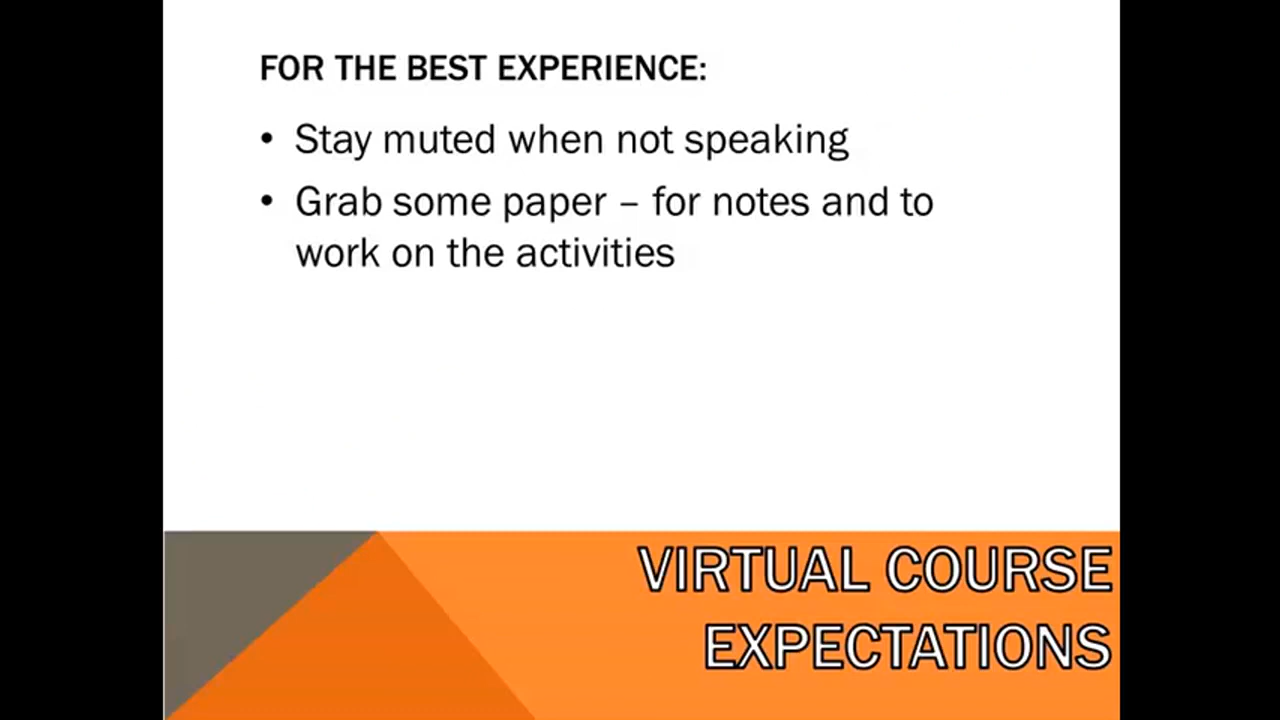 FOR THE BEST EXPERIENCE:
• Stay muted when not speaking
• Grab some paper – for notes and to
work on the activities
VIRTUAL COURSE
EXPECTATIONS